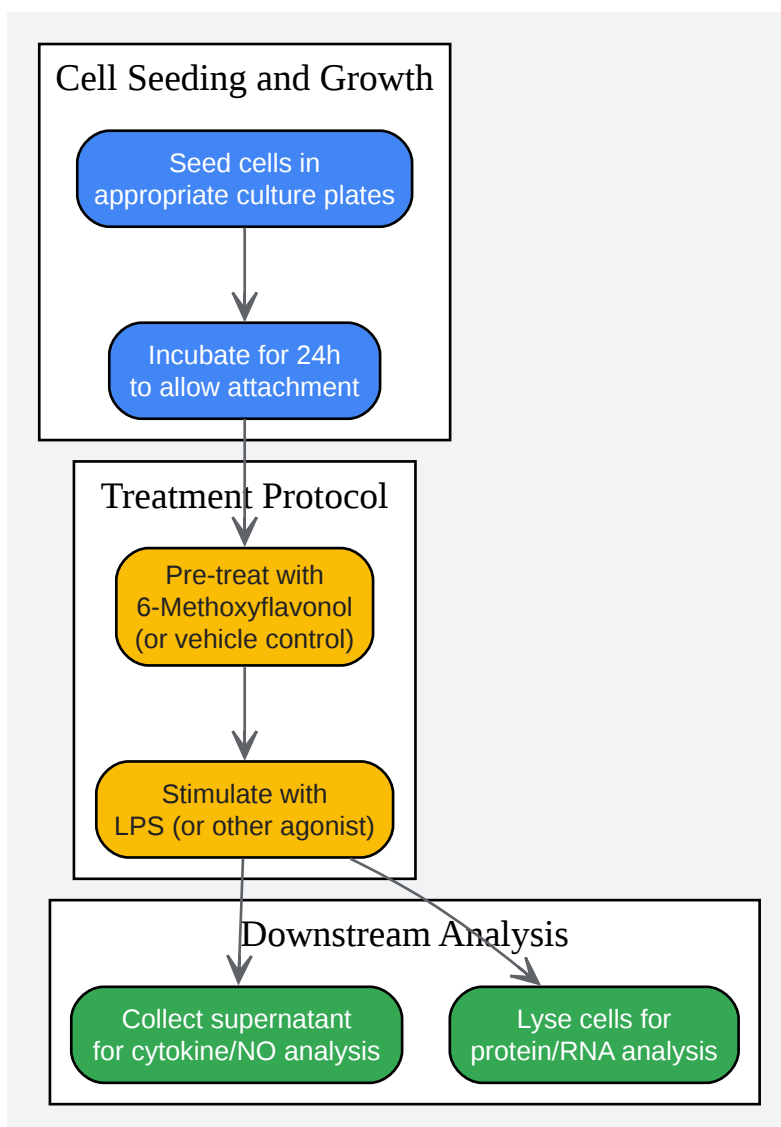 Cell Seeding and Growth
Seed cells in
appropriate culture plates
Incubate for 24h
to allow attachment
Treatment Protocol
Pre-treat with
6-Methoxyflavonol
(or vehicle control)
Stimulate with
LPS (or other agonist)
Downstream Analysis
Collect supernatant
for cytokine/NO analysis
Lyse cells for
protein/RNA analysis